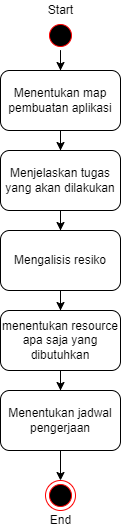 Start
Menentukan map
pembuatan aplikasi
Menjelaskan tugas
yang akan dilakukan
Mengalisis resiko
menentukan resource
apa saja yang
dibutuhkan
Menentukan jadwal
pengerjaan
End